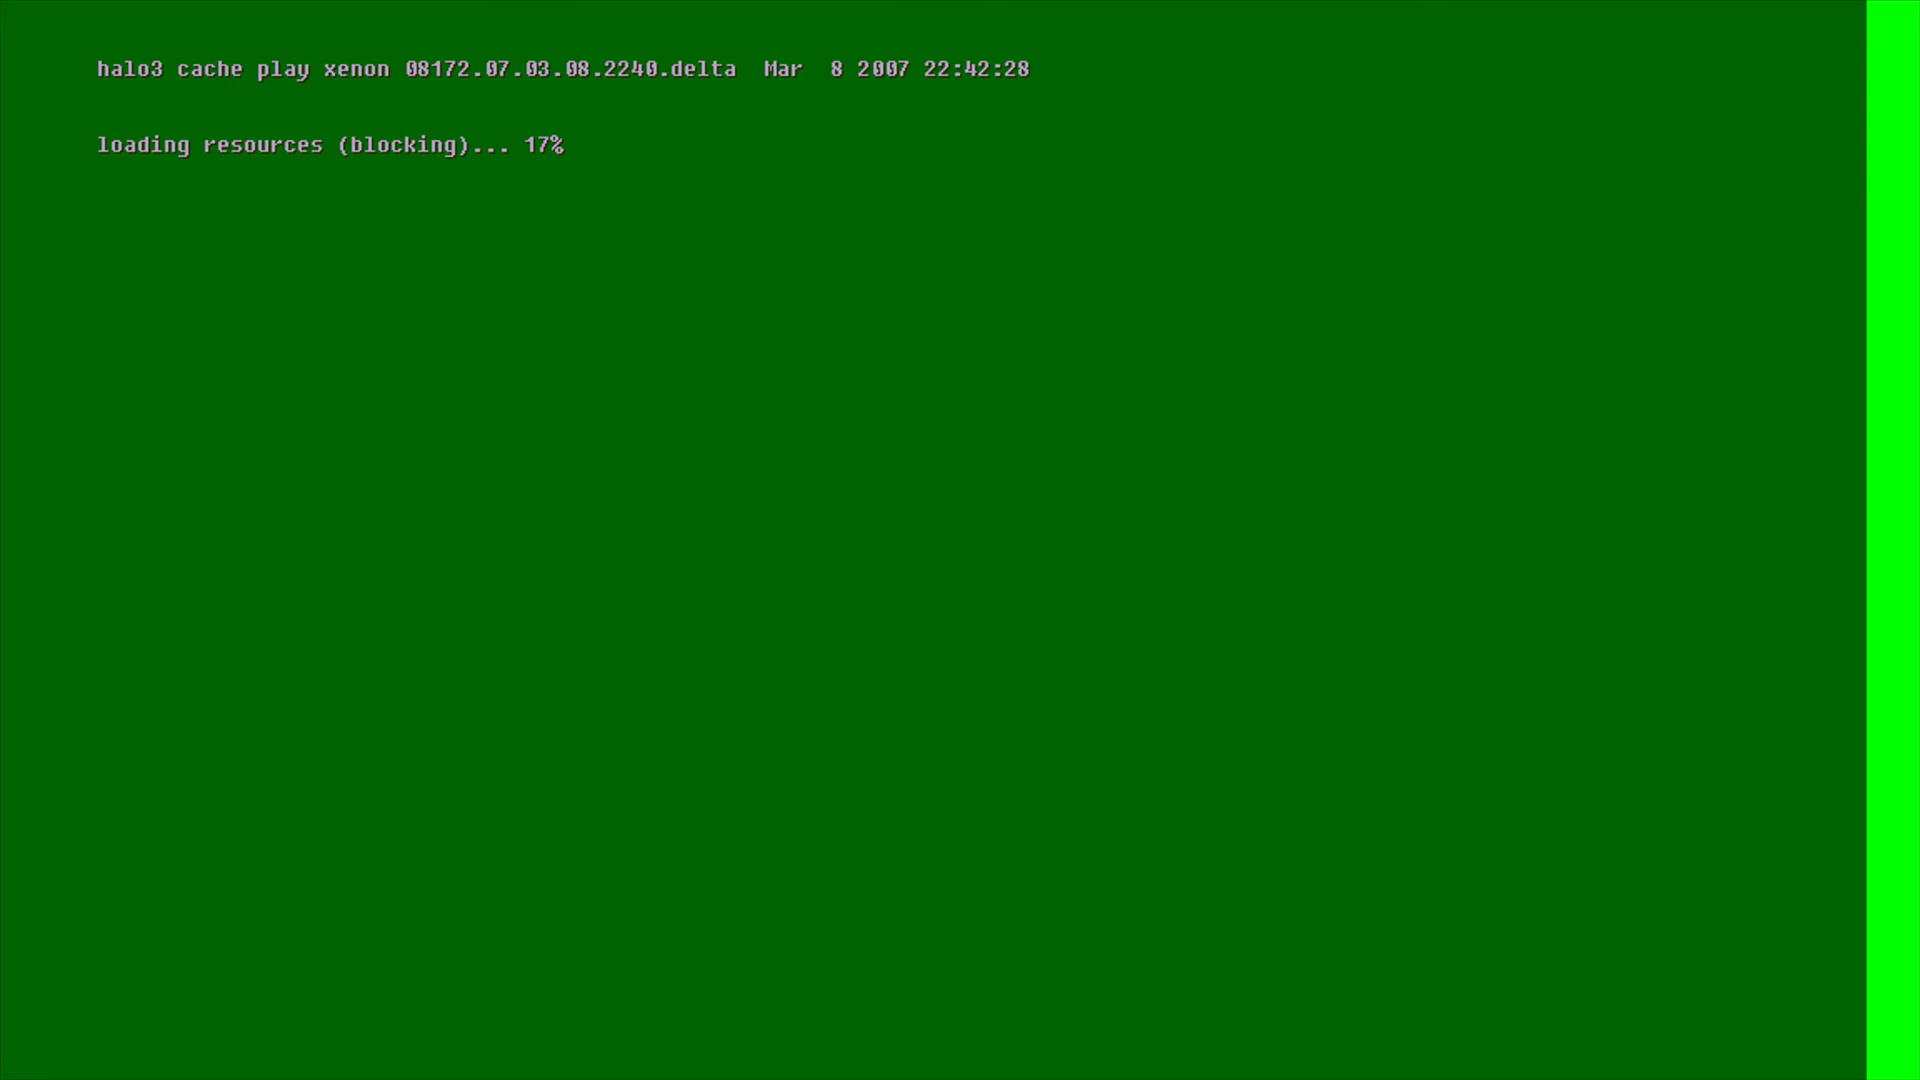 halo3 cache play xenon 08172.07.03.08.2240.delta  Mar  8 2007 22:42:28
loading resources (blocking)... 17%